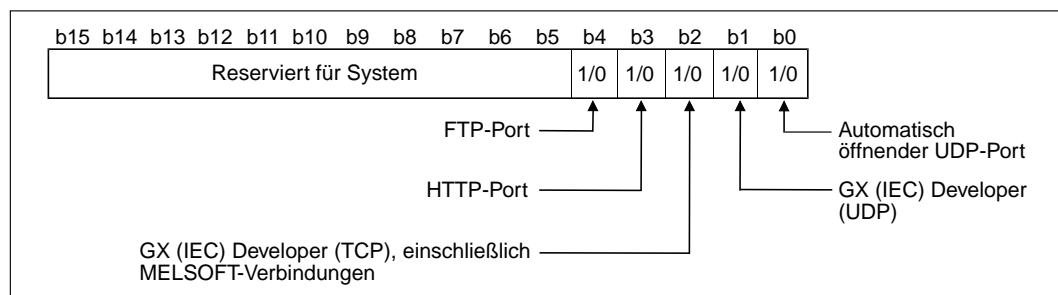 b15 b14 b13 b12 b11 b10 b9 b8 b7 b6 b5 b4 b3 b2 b1 b0
Reserviert für System 1/0 1/0 1/0 1/0 1/0
FTP-Port
Automatisch
öffnender UDP-Port
HTTP-Port
GX (IEC) Developer
(UDP)
GX (IEC) Developer (TCP), einschließlich
MELSOFT-Verbindungen